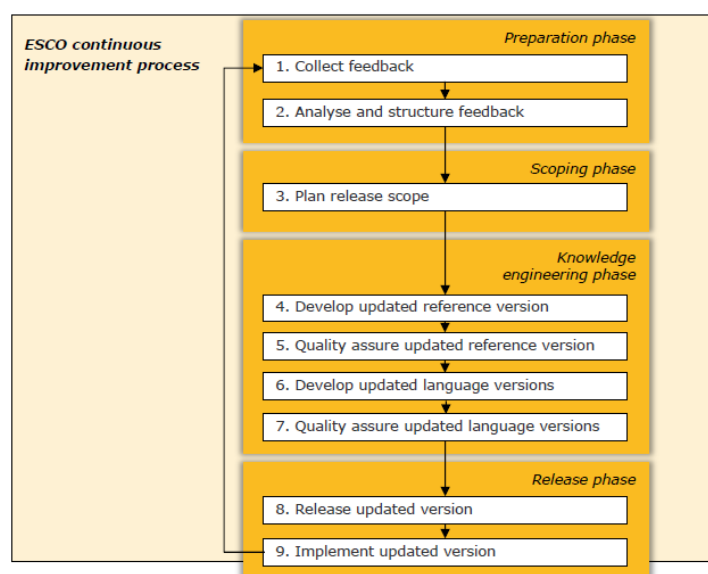 ESCO continuous
improvement process
Preparation phase
1. Collect feedback
2. Analyse and structure feedback
Scoping phase
3. Plan release scope
Knowledge
engineering phase
4. Develop updated reference version
5. Quality assure updated reference version
6. Develop updated language versions
7. Quality assure updated language versions
Release phase
8. Release updated version
9. Implement updated version